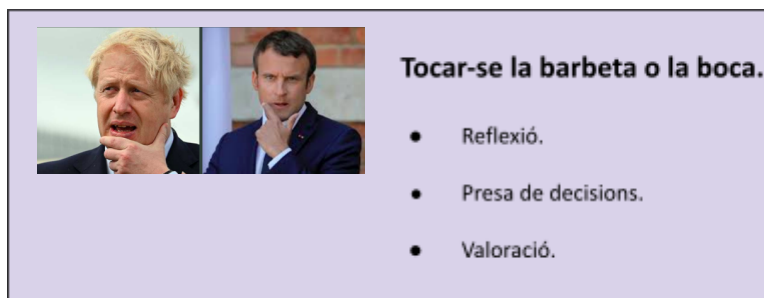 Tocar-se la barbeta o la boca.
● Reflexió.
● Presa de decisions.
● Valoració.